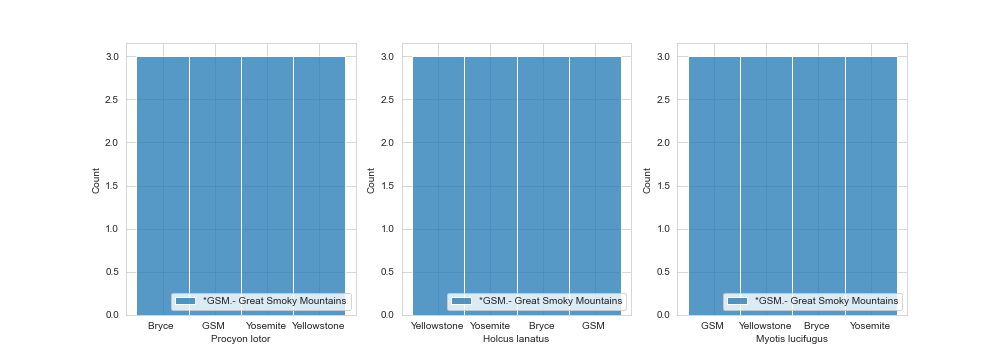 3.0
2.5
2.0
1.5
1.0
0.5
0.0
Count
*GSM.- Great Smoky Mountains
Bryce GSM Yosemite Yellowstone
Procyon lotor
3.0
2.5
2.0
1.5
1.0
0.5
0.0
Count
*GSM.- Great Smoky Mountains
Yellowstone Yosemite Bryce GSM
Holcus lanatus
3.0
2.5
2.0
1.5
1.0
0.5
0.0
Count
*GSM.- Great Smoky Mountains
GSM Yellowstone Bryce Yosemite
Myotis lucifugus